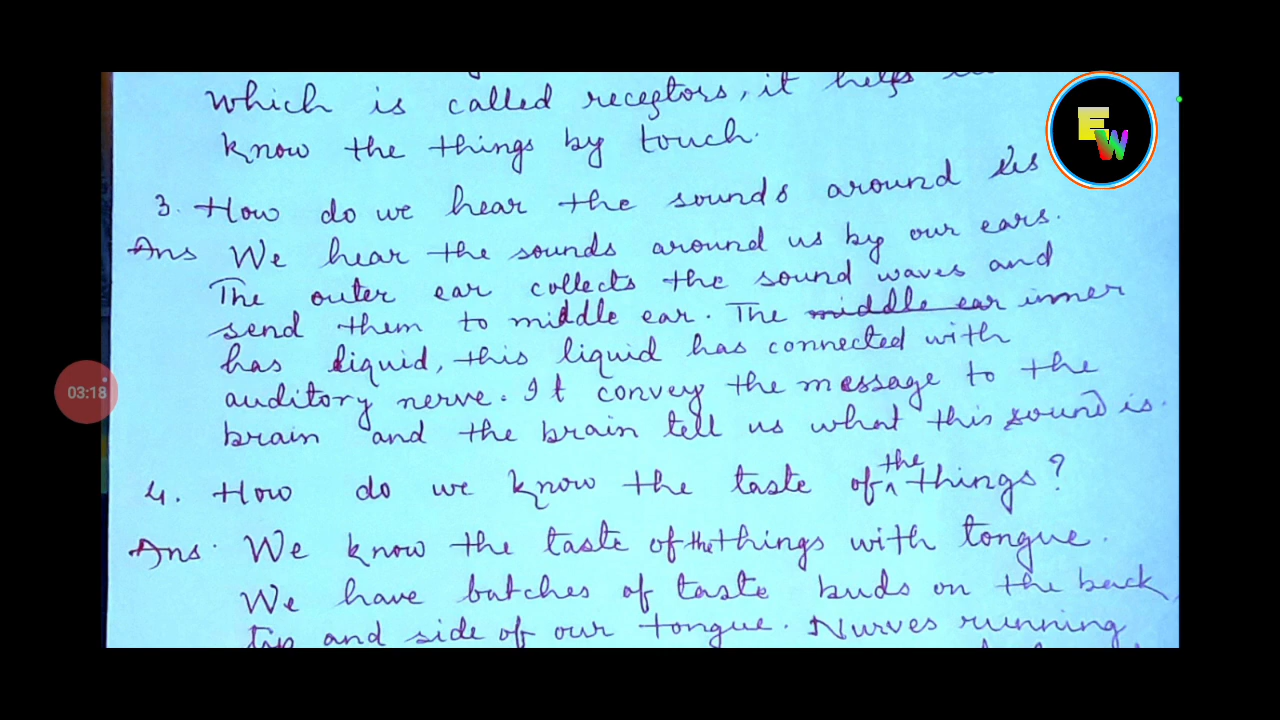 which is called receptors, it helps
know the things by touch.
3. How do we hear the sounds around us
Ans We hear the sounds around us by our ears.
The outer ear collects the sound waves and
send them to middle ear. The middle ear inner
has liquid, this liquid has connected with
auditory nerve. It convey the message to the
brain and the brain tell us what this sound is.
4. How do we know the taste of the things?
Ans. We know the taste of the things with tongue.
We have batches of taste buds on the back,
tip and side of our tongue. Nurves running
EW
03:18